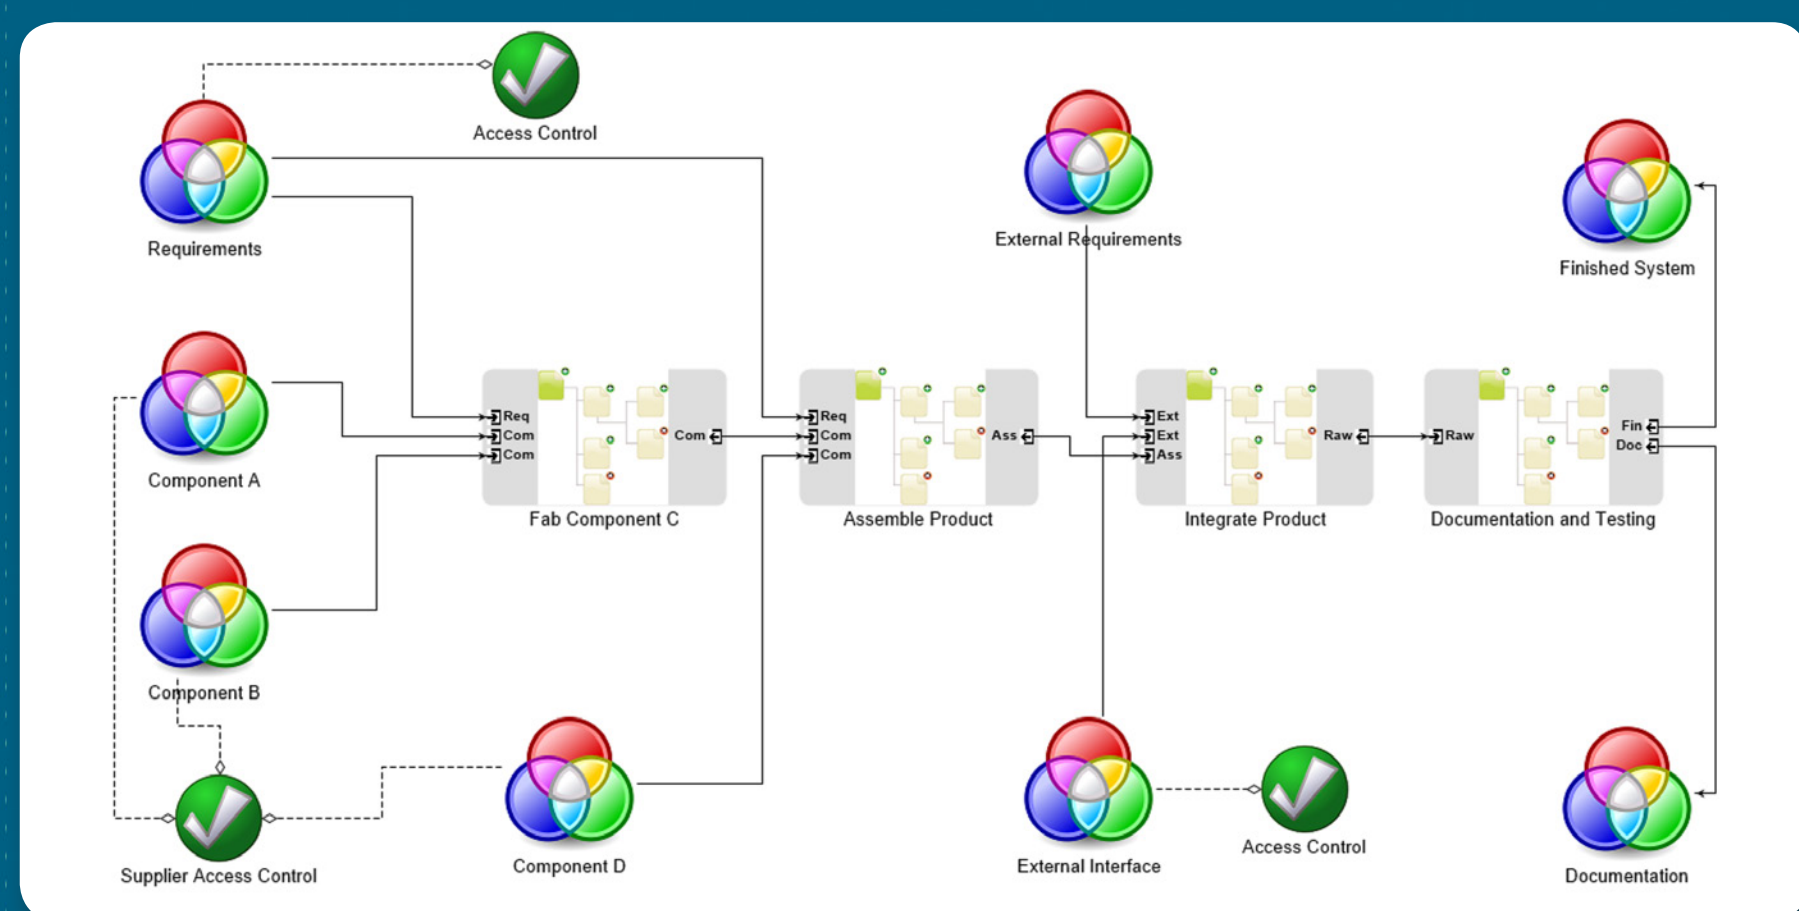 Access Control
Requirements
External Requirements
Finished System
Component A
Req
Com
Com
Com
Fab Component C
Req
Com
Com
Ass
Assemble Product
Ext
Ext
Ass
Raw
Integrate Product
Raw
Fin
Doc
Documentation and Testing
Component B
Supplier Access Control
Component D
External Interface
Access Control
Documentation